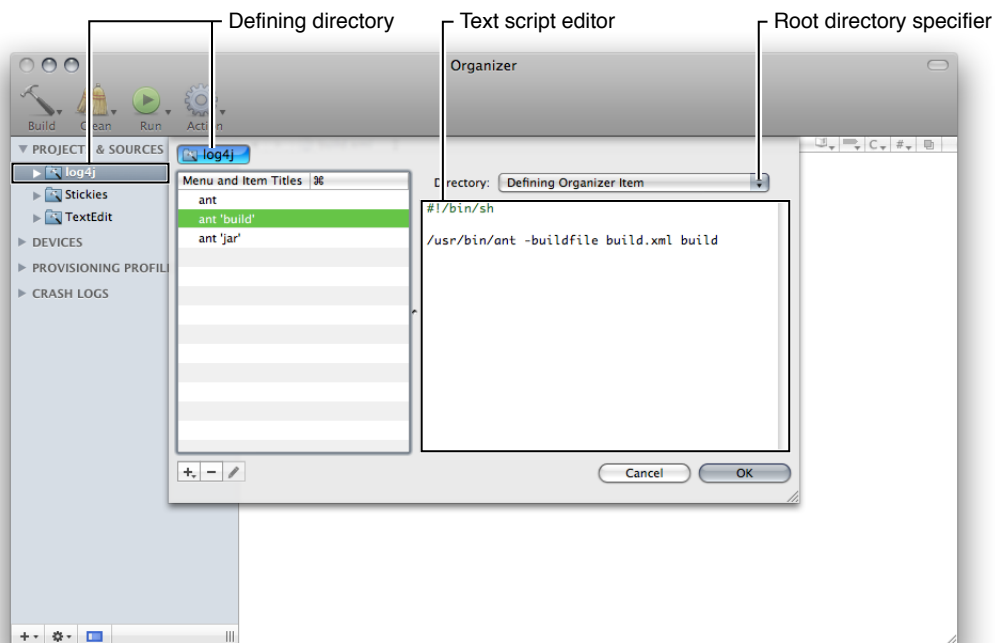 Defining directory
Text script editor
Root directory specifier
Organizer
Build
Clean
Run
Action
PROJECTS & SOURCES
log4j
Stickies
TextEdit
DEVICES
PROVISIONING PROFIL
CRASH LOGS
log4j
Menu and Item Titles ⌘
ant
ant 'build'
ant 'jar'
Directory: Defining Organizer Item
#!/bin/sh
/usr/bin/ant -buildfile build.xml build
Cancel
OK
C
#